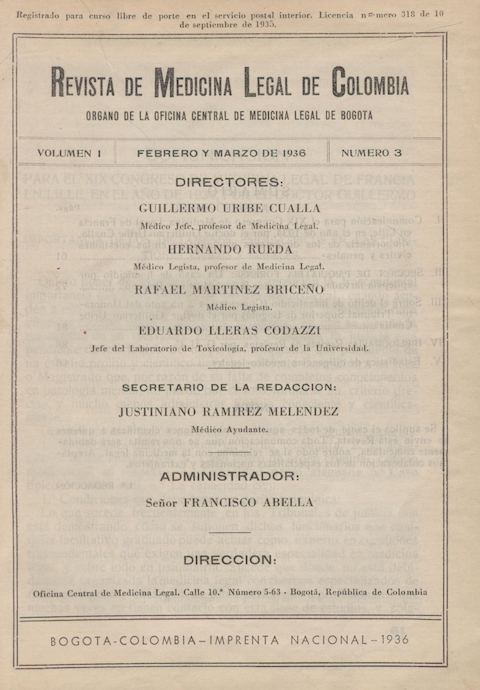 Registrado para curso libre de porte en el servicio postal interior. Licencia número 318 de 10
de septiembre de 1935.
REVISTA DE MEDICINA LEGAL DE COLOMBIA
ORGANO DE LA OFICINA CENTRAL DE MEDICINA LEGAL DE BOGOTA
VOLUMEN 1 FEBRERO Y MARZO DE 1936 NUMERO 3
DIRECTORES:
GUILLERMO URIBE CUALLA
Médico Jefe, profesor de Medicina Legal.
HERNANDO RUEDA
Médico Legista, profesor de Medicina Legal.
RAFAEL MARTINEZ BRICEÑO
Médico Legista.
EDUARDO LLERAS CODAZZI
Jefe del Laboratorio de Toxicología, profesor de la Universidad.
SECRETARIO DE LA REDACCION:
JUSTINIANO RAMIREZ MELENDEZ
Médico Ayudante.
ADMINISTRADOR:
Señor FRANCISCO ABELLA
DIRECCION:
Oficina Central de Medicina Legal. Calle 10.ª Número 5-63 - Bogotá, República de Colombia
BOGOTA-COLOMBIA—IMPRENTA NACIONAL—1936